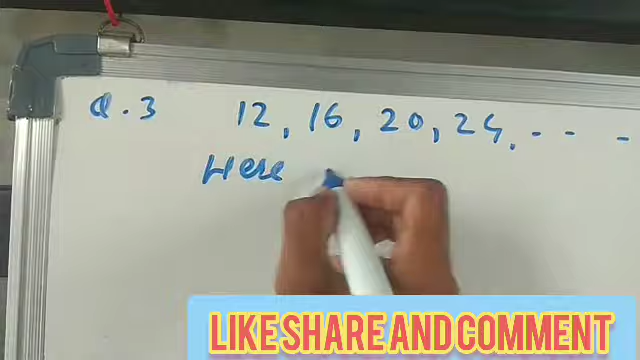 Q.3 12, 16, 20, 24, - - -
Here
LIKE SHARE AND COMMENT